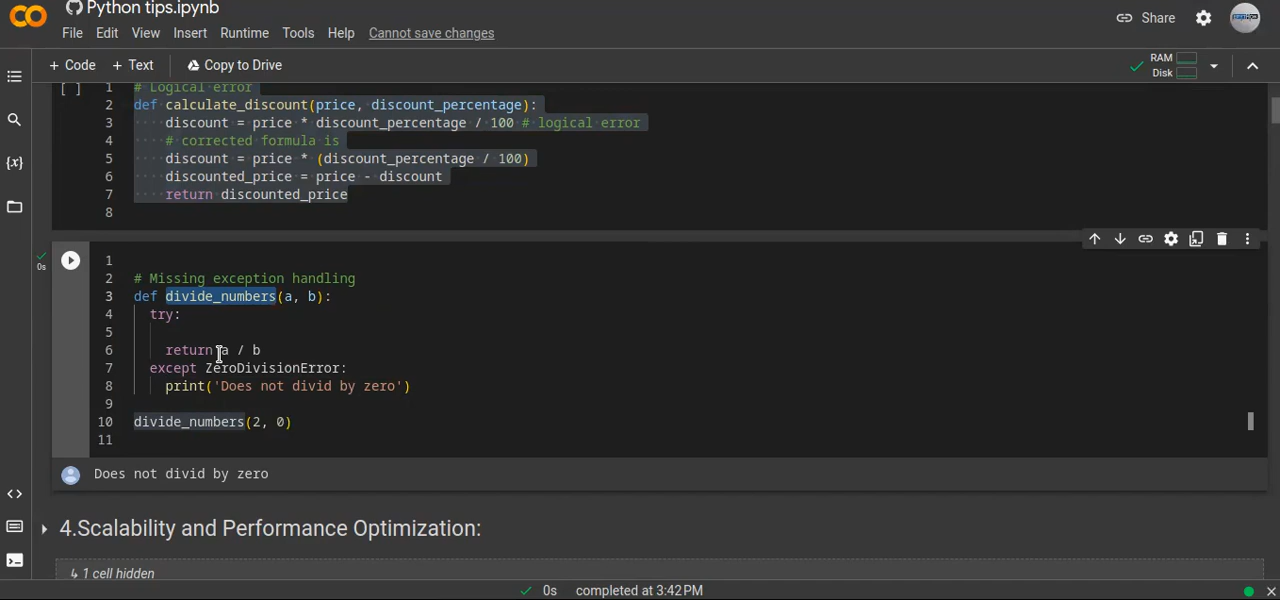 Python tips.ipynb
File Edit View Insert Runtime Tools Help Cannot save changes
Share
+ Code + Text Copy to Drive
RAM
Disk
[ ]
1 # Logical error
2 def calculate_discount(price, discount_percentage):
3 discount = price * discount_percentage / 100 # logical error
4 # corrected formula is
5 discount = price * (discount_percentage / 100)
6 discounted_price = price - discount
7 return discounted_price
8
0s
1
2 # Missing exception handling
3 def divide_numbers(a, b):
4 try:
5
6 return a / b
7 except ZeroDivisionError:
8 print('Does not divid by zero')
9
10 divide_numbers(2, 0)
11
Does not divid by zero
4.Scalability and Performance Optimization:
↳ 1 cell hidden
0s completed at 3:42 PM